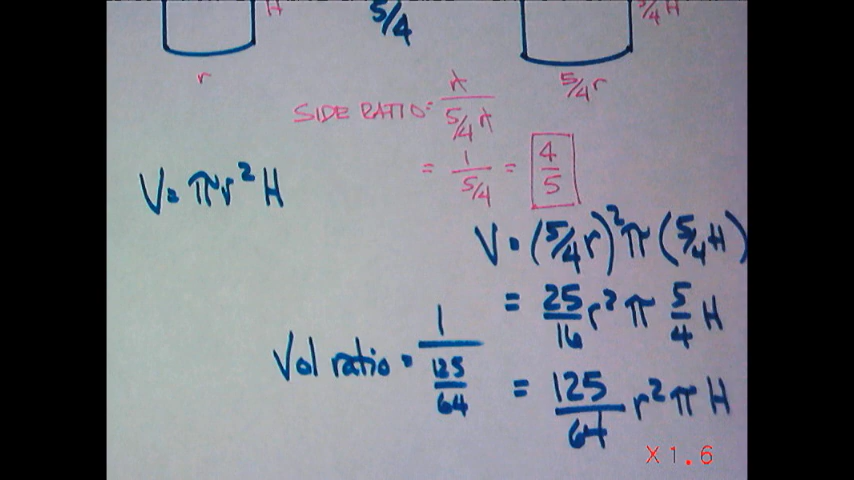 H 5/4 5/4 H
r 5/4 r
SIDE RATIO: r / 5/4 r
= 1 / 5/4 = 4/5
V = πr²H
V = (5/4 r)² π (5/4 H)
= 25/16 r² π 5/4 H
Vol ratio = 1 / 125/64
= 125/64 r² π H
X1.6